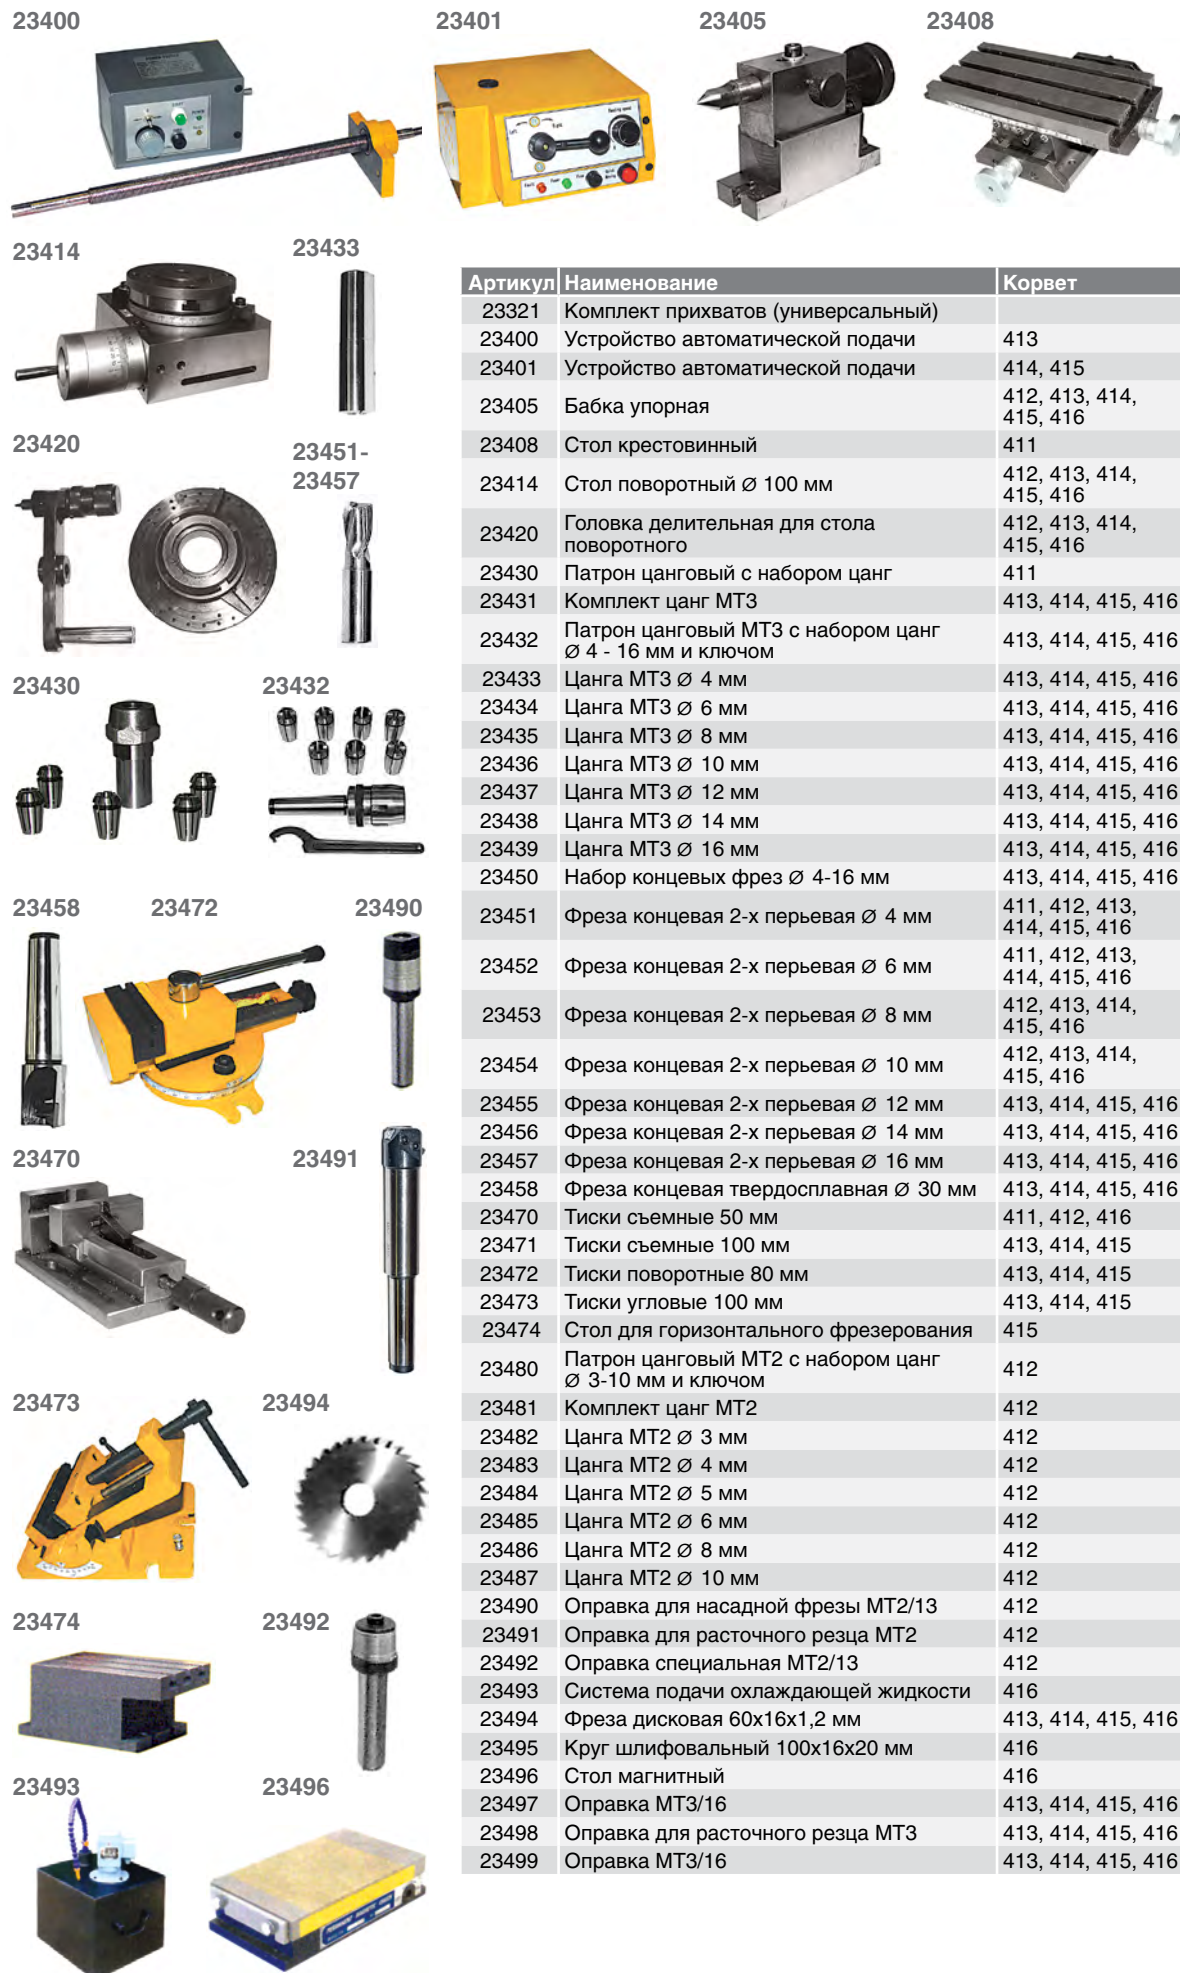 23400
23401
23405
23408
23414
23433
23420
23451-
23457
23430
23432
23458
23472
23490
23470
23491
23473
23494
23474
23492
23493
23496
Артикул Наименование Корвет
23321 Комплект прихватов (универсальный)
23400 Устройство автоматической подачи 413
23401 Устройство автоматической подачи 414, 415
23405 Бабка упорная 412, 413, 414,
415, 416
23408 Стол крестовинный 411
23414 Стол поворотный Ø 100 мм 412, 413, 414,
415, 416
23420 Головка делительная для стола
поворотного 412, 413, 414,
415, 416
23430 Патрон цанговый с набором цанг 411
23431 Комплект цанг МТ3 413, 414, 415, 416
23432 Патрон цанговый МТ3 с набором цанг
Ø 4 - 16 мм и ключом 413, 414, 415, 416
23433 Цанга МТ3 Ø 4 мм 413, 414, 415, 416
23434 Цанга МТ3 Ø 6 мм 413, 414, 415, 416
23435 Цанга МТ3 Ø 8 мм 413, 414, 415, 416
23436 Цанга МТ3 Ø 10 мм 413, 414, 415, 416
23437 Цанга МТ3 Ø 12 мм 413, 414, 415, 416
23438 Цанга МТ3 Ø 14 мм 413, 414, 415, 416
23439 Цанга МТ3 Ø 16 мм 413, 414, 415, 416
23450 Набор концевых фрез Ø 4-16 мм 413, 414, 415, 416
23451 Фреза концевая 2-х перьевая Ø 4 мм 411, 412, 413,
414, 415, 416
23452 Фреза концевая 2-х перьевая Ø 6 мм 411, 412, 413,
414, 415, 416
23453 Фреза концевая 2-х перьевая Ø 8 мм 412, 413, 414,
415, 416
23454 Фреза концевая 2-х перьевая Ø 10 мм 412, 413, 414,
415, 416
23455 Фреза концевая 2-х перьевая Ø 12 мм 413, 414, 415, 416
23456 Фреза концевая 2-х перьевая Ø 14 мм 413, 414, 415, 416
23457 Фреза концевая 2-х перьевая Ø 16 мм 413, 414, 415, 416
23458 Фреза концевая твердосплавная Ø 30 мм 413, 414, 415, 416
23470 Тиски съемные 50 мм 411, 412, 416
23471 Тиски съемные 100 мм 413, 414, 415
23472 Тиски поворотные 80 мм 413, 414, 415
23473 Тиски угловые 100 мм 413, 414, 415
23474 Стол для горизонтального фрезерования 415
23480 Патрон цанговый МТ2 с набором цанг
Ø 3-10 мм и ключом 412
23481 Комплект цанг МТ2 412
23482 Цанга МТ2 Ø 3 мм 412
23483 Цанга МТ2 Ø 4 мм 412
23484 Цанга МТ2 Ø 5 мм 412
23485 Цанга МТ2 Ø 6 мм 412
23486 Цанга МТ2 Ø 8 мм 412
23487 Цанга МТ2 Ø 10 мм 412
23490 Оправка для насадной фрезы МТ2/13 412
23491 Оправка для расточного резца МТ2 412
23492 Оправка специальная МТ2/13 412
23493 Система подачи охлаждающей жидкости 416
23494 Фреза дисковая 60х16х1,2 мм 413, 414, 415, 416
23495 Круг шлифовальный 100х16х20 мм 416
23496 Стол магнитный 416
23497 Оправка МТ3/16 413, 414, 415, 416
23498 Оправка для расточного резца МТ3 413, 414, 415, 416
23499 Оправка МТ3/16 413, 414, 415, 416